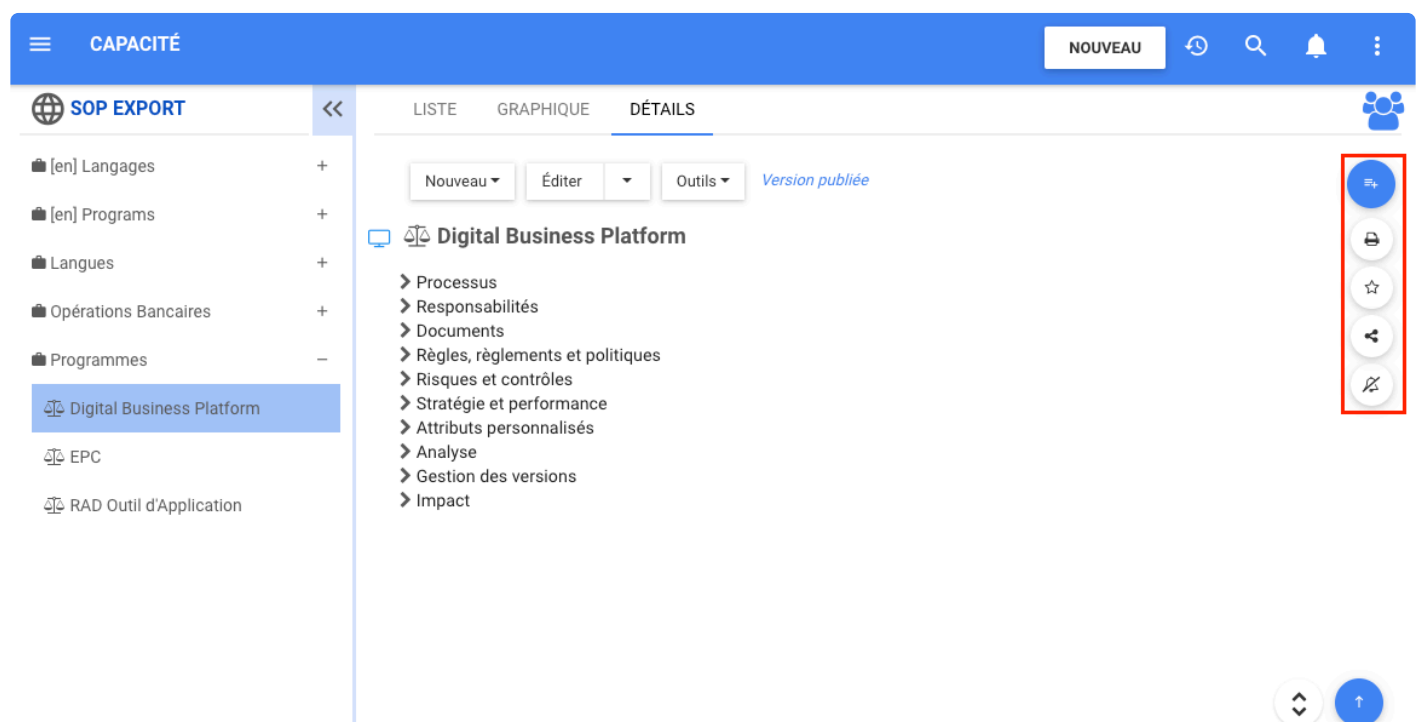 CAPACITÉ
NOUVEAU
SOP EXPORT
[en] Langages
[en] Programs
Langues
Opérations Bancaires
Programmes
Digital Business Platform
EPC
RAD Outil d'Application
LISTE GRAPHIQUE DÉTAILS
Nouveau Éditer Outils Version publiée
Digital Business Platform
Processus
Responsabilités
Documents
Règles, règlements et politiques
Risques et contrôles
Stratégie et performance
Attributs personnalisés
Analyse
Gestion des versions
Impact